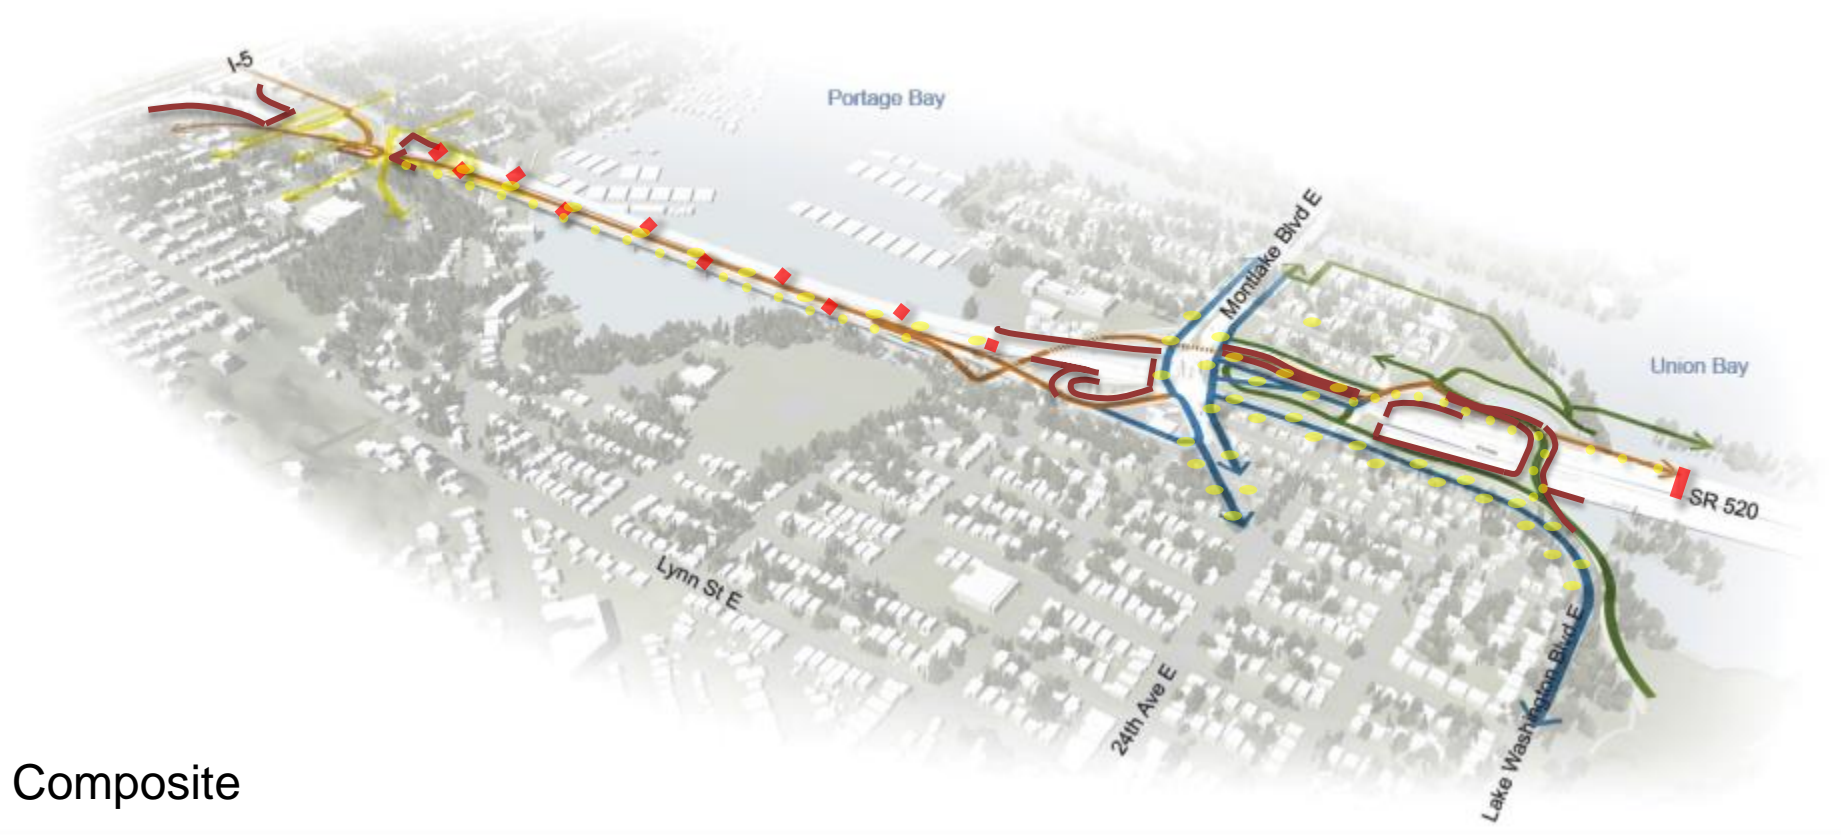 I-5
Portage Bay
Montlake Blvd E
Union Bay
SR 520
Lynn St E
24th Ave E
Lake Washington Blvd E
Composite